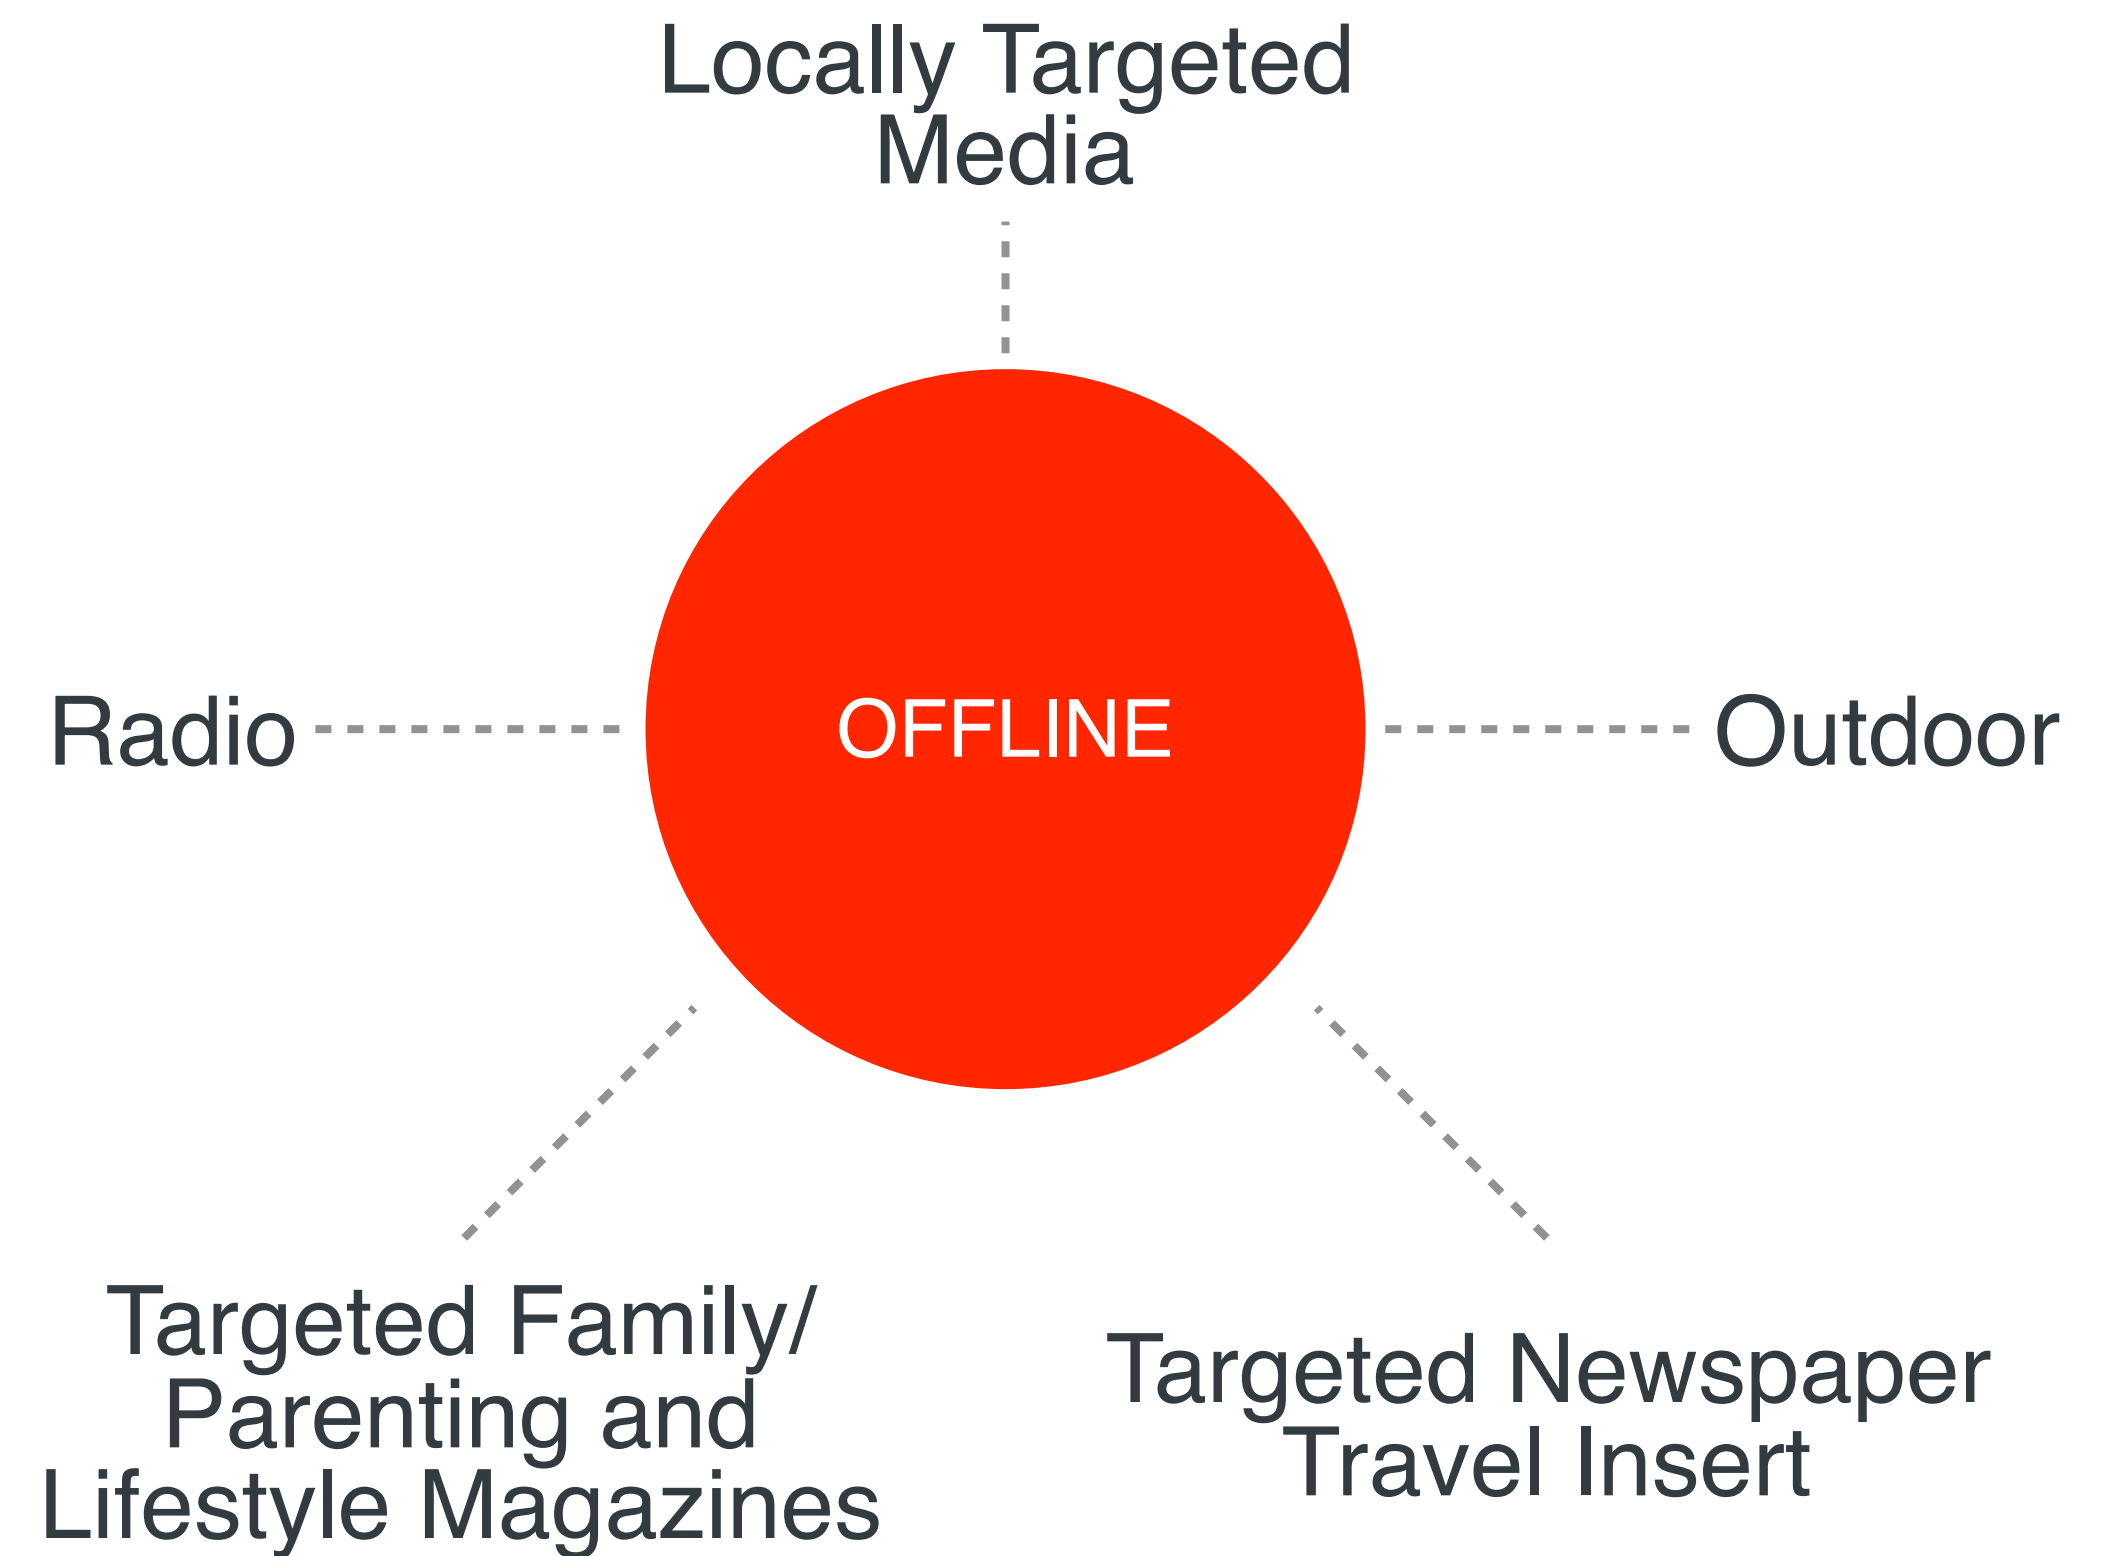 Locally Targeted
Media
Radio
OFFLINE
Outdoor
Targeted Family/
Parenting and
Lifestyle Magazines
Targeted Newspaper
Travel Insert